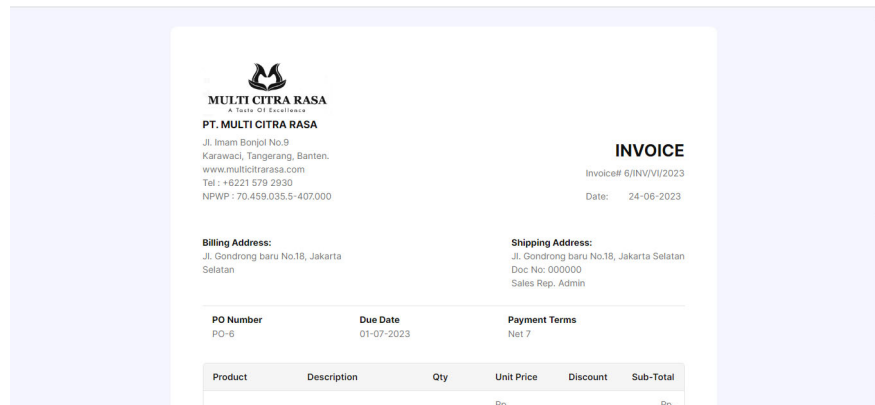 MULTI CITRA RASA
A Taste Of Excellence
PT. MULTI CITRA RASA
Jl. Imam Bonjol No.9
Karawaci, Tangerang, Banten.
www.multicitrarasa.com
Tel : +6221 579 2930
NPWP : 70.459.035.5-407.000
INVOICE
Invoice# 6/INV/VI/2023
Date: 24-06-2023
Billing Address:
Jl. Gondrong baru No.18, Jakarta
Selatan
Shipping Address:
Jl. Gondrong baru No.18, Jakarta Selatan
Doc No: 000000
Sales Rep. Admin
PO Number Due Date Payment Terms
PO-6 01-07-2023 Net 7
Product Description Qty Unit Price Discount Sub-Total
Rp Rp